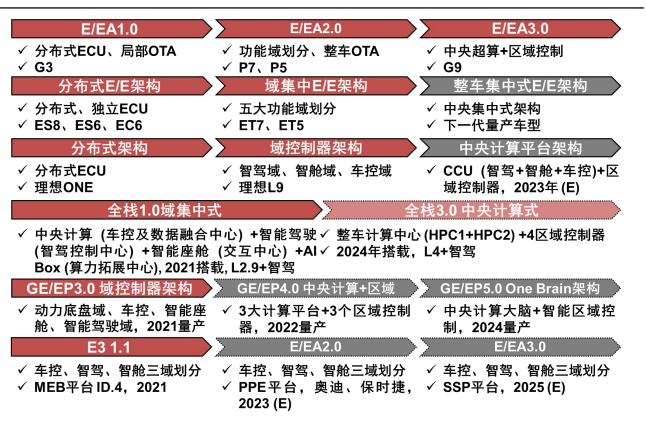 E/EA1.0
E/EA2.0
E/EA3.0
✓ 分布式ECU、局部OTA
✓ G3
✓ 功能域划分、整车OTA
✓ P7、P5
✓ 中央超算+区域控制
✓ G9
分布式E/E架构
域集中E/E架构
整车集中式E/E架构
✓ 分布式、独立ECU
✓ ES8、ES6、EC6
✓ 五大功能域划分
✓ ET7、ET5
✓ 中央集中式架构
✓ 下一代量产车型
分布式架构
域控制器架构
中央计算平台架构
✓ 分布式ECU
✓ 理想ONE
✓ 智驾域、智舱域、车控域
✓ 理想L9
✓ CCU (智驾+智舱+车控)+区
域控制器，2023年 (E)
全栈1.0域集中式
全栈3.0 中央计算式
✓ 中央计算 (车控及数据融合中心) +智能驾驶
(智驾控制中心) +智能座舱 (交互中心) +AI
Box (算力拓展中心), 2021搭载, L2.9+智驾
✓ 整车计算中心 (HPC1+HPC2) +4区域控制器
✓ 2024年搭载，L4+智驾
GE/EP3.0 域控制器架构
GE/EP4.0 中央计算+区域
GE/EP5.0 One Brain架构
✓ 动力底盘域、车控、智能座
舱、智能驾驶域，2021量产
✓ 3大计算平台+3个区域控制
器，2022量产
✓ 中央计算大脑+智能区域控
制，2024量产
E3 1.1
E/EA2.0
E/EA3.0
✓ 车控、智驾、智舱三域划分
✓ MEB平台 ID.4，2021
✓ 车控、智驾、智舱三域划分
✓ PPE平台，奥迪、保时捷，
2023 (E)
✓ 车控、智驾、智舱三域划分
✓ SSP平台，2025 (E)